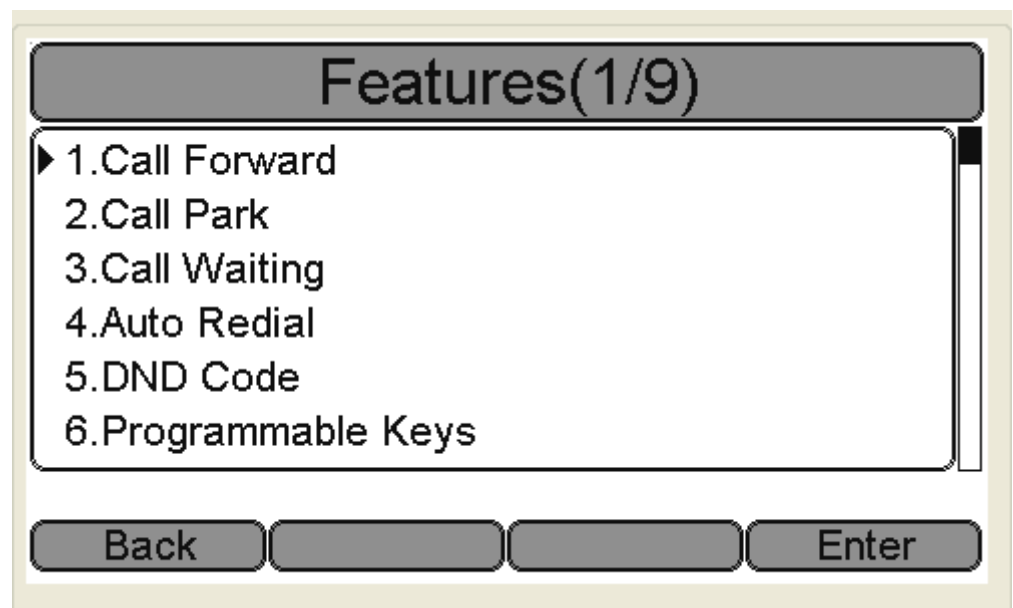 Features(1/9)
1.Call Forward
2.Call Park
3.Call Waiting
4.Auto Redial
5.DND Code
6.Programmable Keys
Back Enter